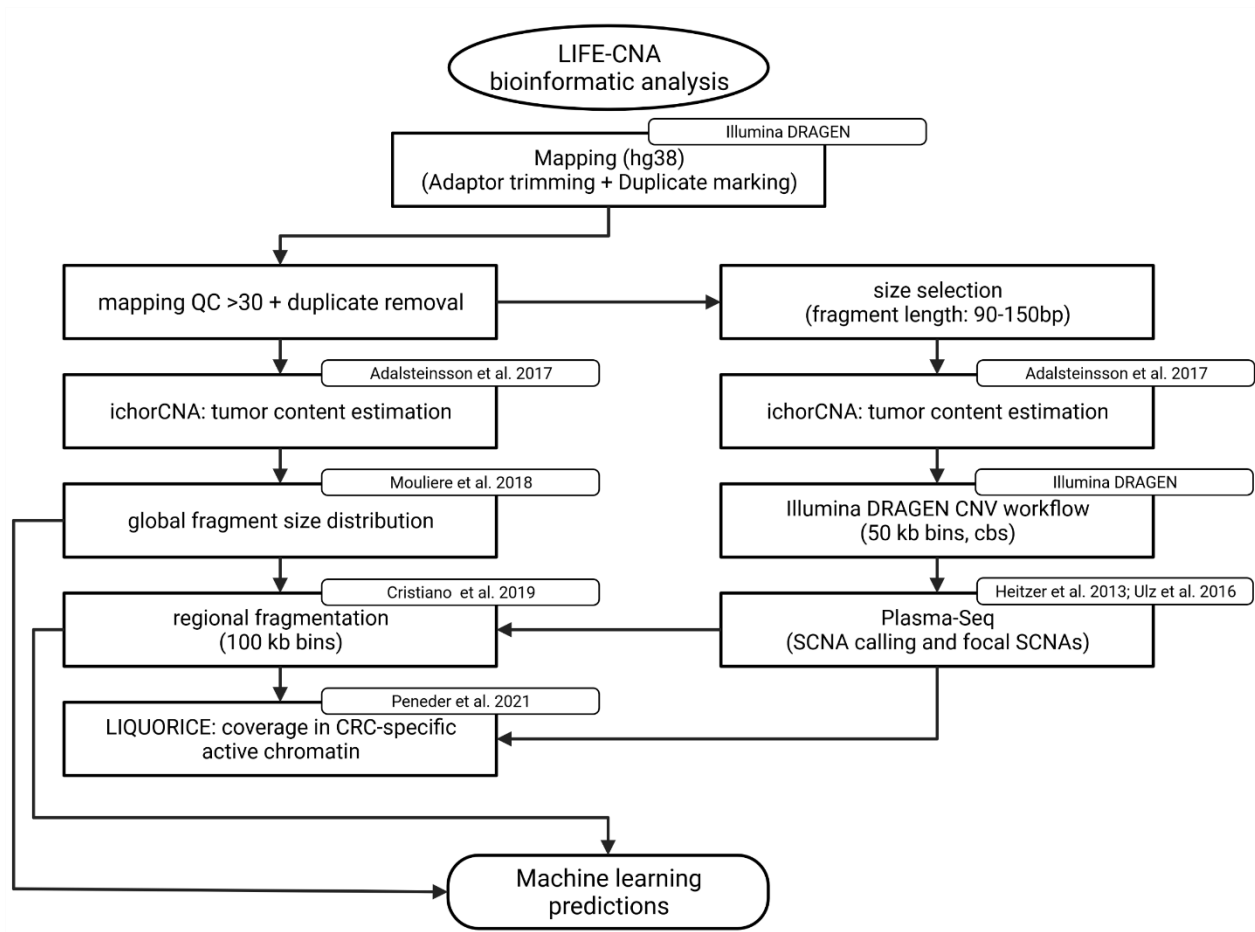 LIFE-CNA
bioinformatic analysis
Illumina DRAGEN
Mapping (hg38)
(Adaptor trimming + Duplicate marking)
mapping QC >30 + duplicate removal
size selection
(fragment length: 90-150bp)
Adalsteinsson et al. 2017
ichorCNA: tumor content estimation
Adalsteinsson et al. 2017
ichorCNA: tumor content estimation
Mouliere et al. 2018
global fragment size distribution
Illumina DRAGEN
Illumina DRAGEN CNV workflow
(50 kb bins, cbs)
Cristiano et al. 2019
regional fragmentation
(100 kb bins)
Heitzer et al. 2013; Ulz et al. 2016
Plasma-Seq
(SCNA calling and focal SCNAs)
Peneder et al. 2021
LIQUORICE: coverage in CRC-specific
active chromatin
Machine learning
predictions